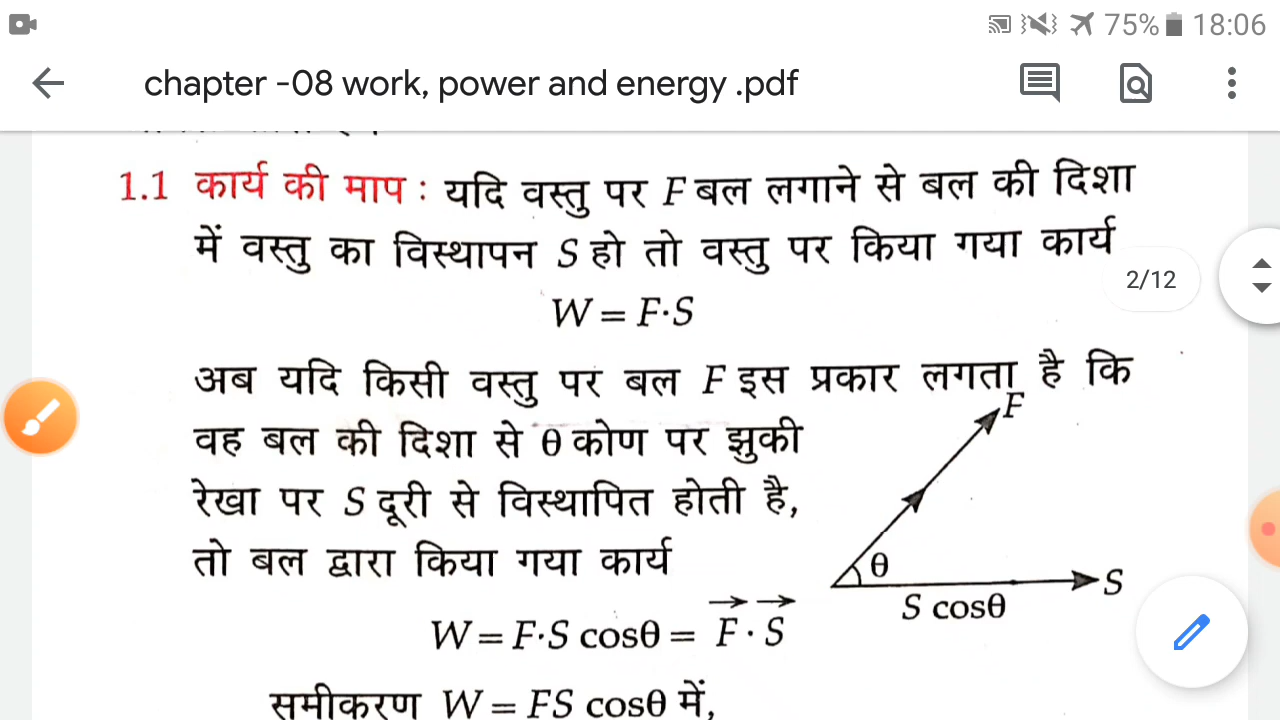 75% 18:06
chapter -08 work, power and energy .pdf
1.1 कार्य की माप : यदि वस्तु पर F बल लगाने से बल की दिशा
में वस्तु का विस्थापन S हो तो वस्तु पर किया गया कार्य
2/12
W = F·S
अब यदि किसी वस्तु पर बल F इस प्रकार लगता है कि
वह बल की दिशा से θ कोण पर झुकी
रेखा पर S दूरी से विस्थापित होती है,
तो बल द्वारा किया गया कार्य
F
θ
S
S cosθ
W = F·S cosθ = F⃗ · S⃗
समीकरण W = FS cosθ में,